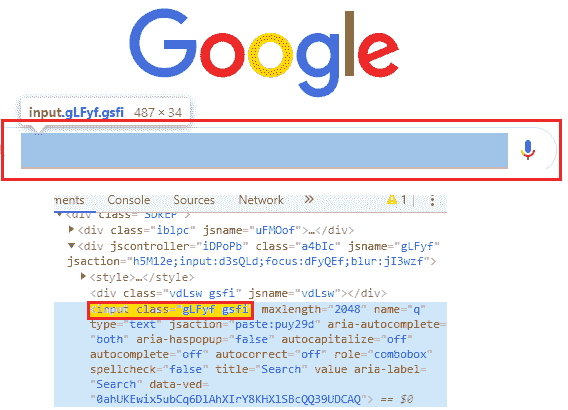 Google
input.gLFyf.gsfi 487 × 34
ments Console Sources Network » 1 ⋮
▼<div class="SDkEP">
▶<div class="iblpc" jsname="uFMOof">…</div>
▼<div jscontroller="iDPoPb" class="a4bIc" jsname="gLFyf"
jsaction="h5M12e;input:d3sQLd;focus:dFyQEf;blur:jI3wzf">
▶<style>…</style>
<div class="vdLsw gsfi" jsname="vdLsw"></div>
<input class="gLFyf gsfi" maxlength="2048" name="q"
type="text" jsaction="paste:puy29d" aria-autocomplete=
"both" aria-haspopup="false" autocapitalize="off"
autocomplete="off" autocorrect="off" role="combobox"
spellcheck="false" title="Search" value aria-label=
"Search" data-ved=
"0ahUKEwix5ubCq6DlAhXIrY8KHXlSBcQQ39UDCAQ"> == $0